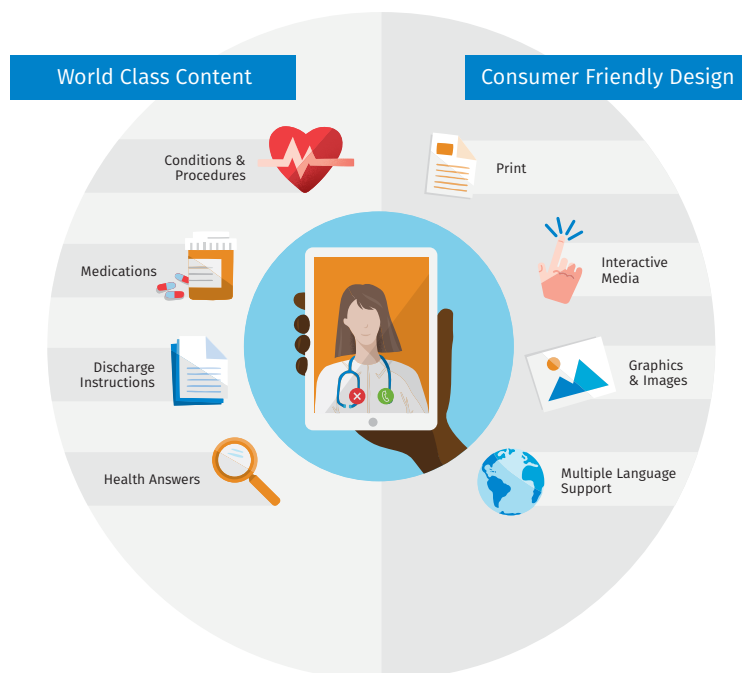 World Class Content
Conditions &
Procedures
Medications
Discharge
Instructions
Health Answers
Consumer Friendly Design
Print
Interactive
Media
Graphics
& Images
Multiple Language
Support